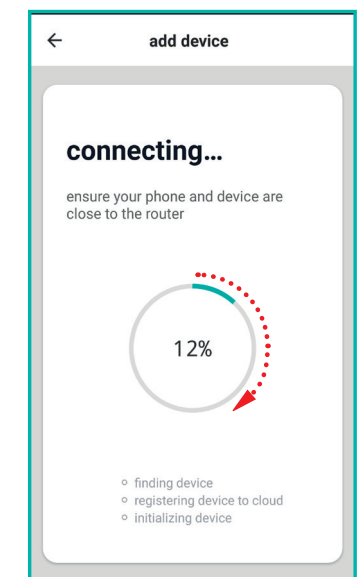 add device
connecting...
ensure your phone and device are
close to the router
12%
finding device
registering device to cloud
initializing device